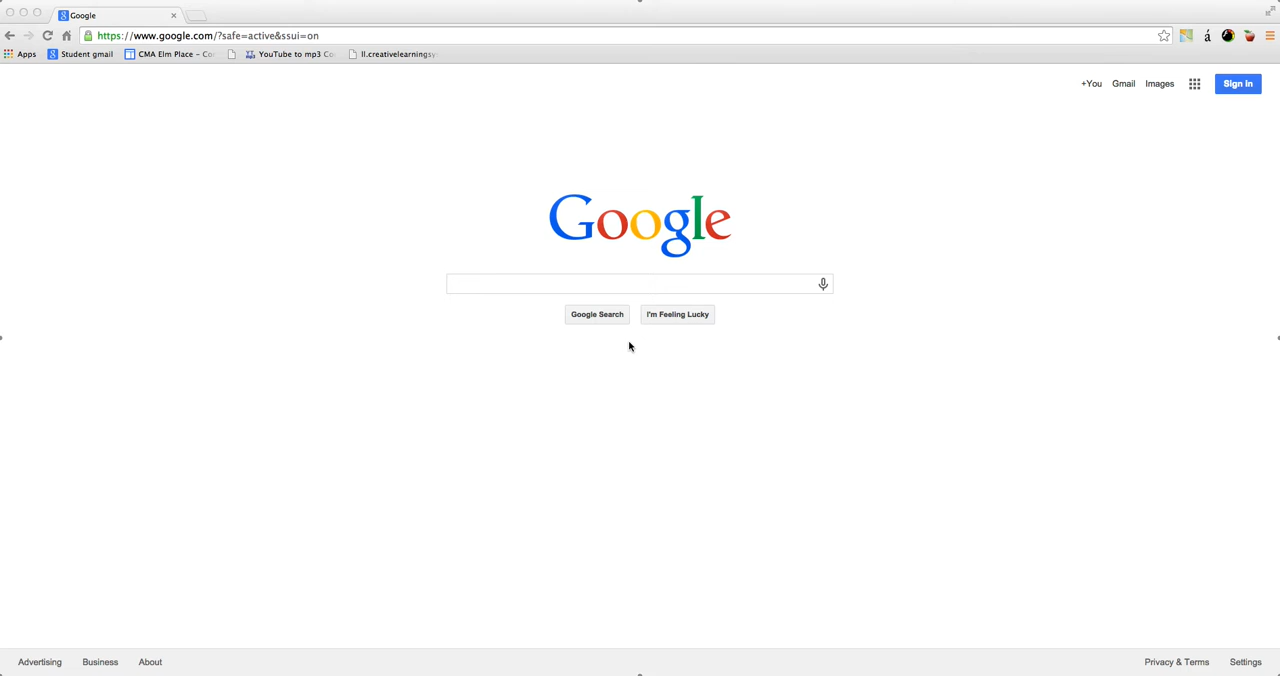 Google
https://www.google.com/?safe=active&ssui=on
Apps Student gmail CMA Elm Place – Co YouTube to mp3 Co ll.creativelearningsy
+You Gmail Images Sign in
Google
Google Search I'm Feeling Lucky
Advertising Business About Privacy & Terms Settings